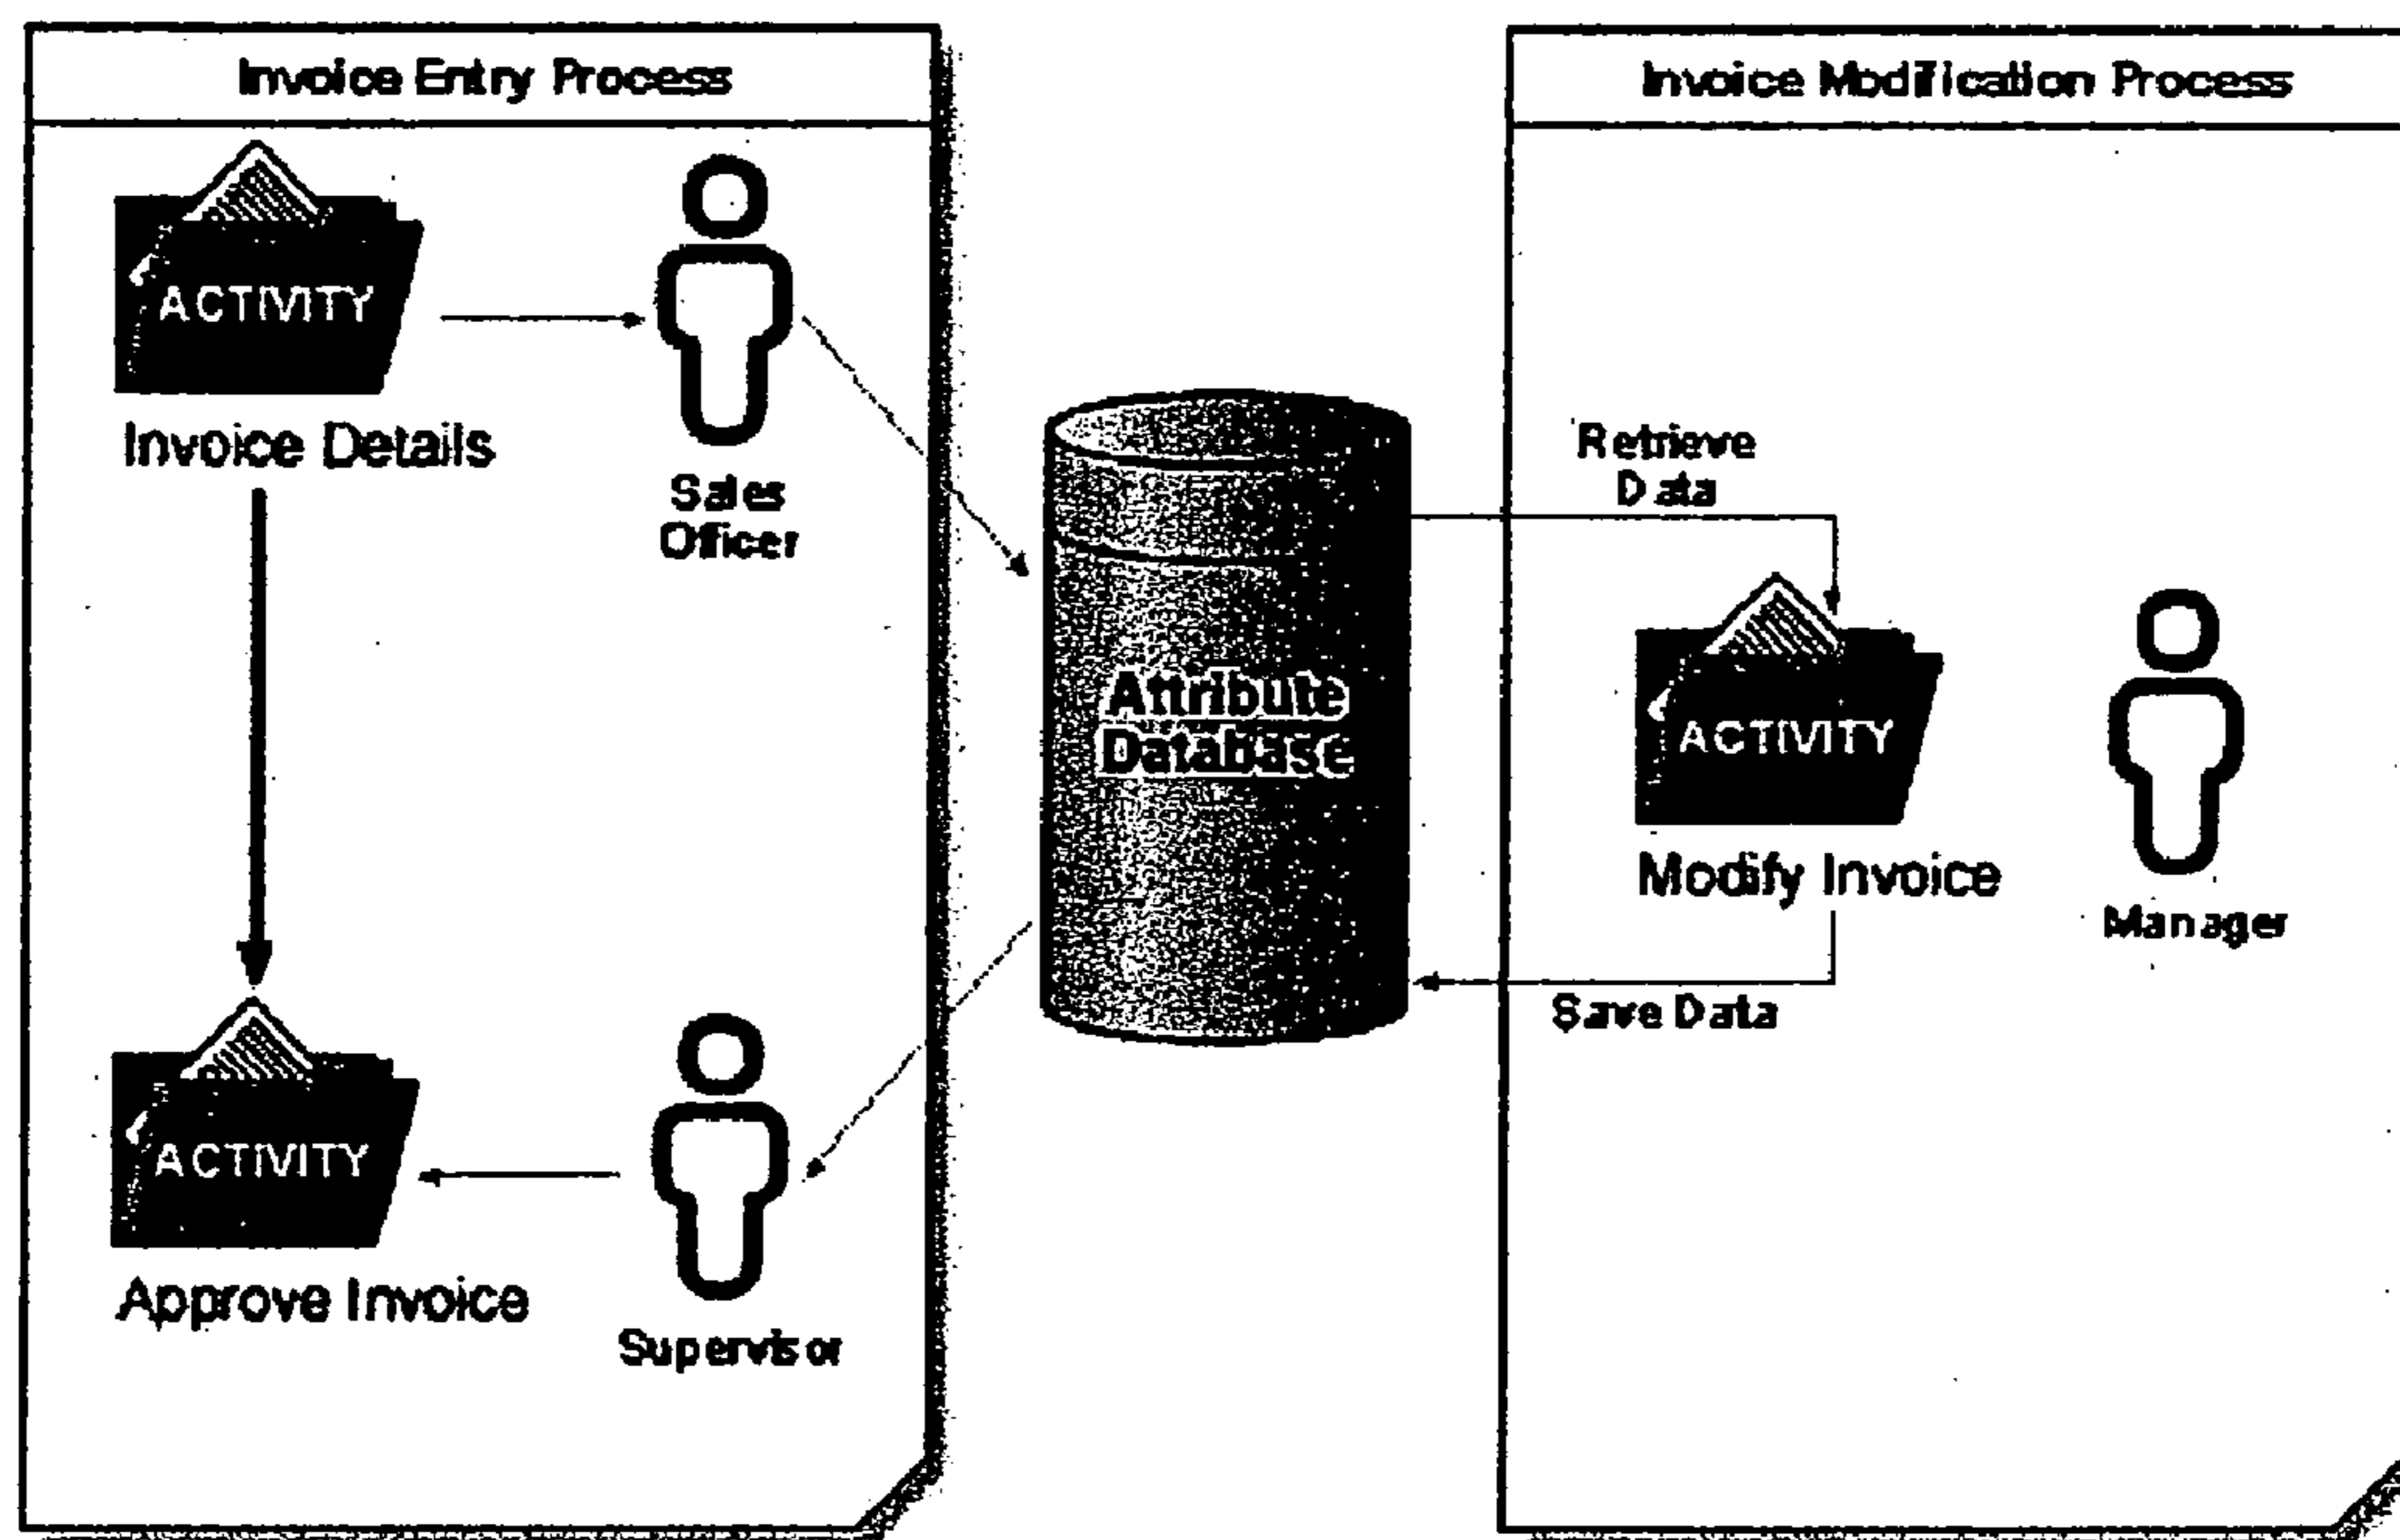 Invoice Entry Process
ACTIVITY
Invoice Details
Sales
Officer
ACTIVITY
Approve Invoice
Supervisor
Attribute
Database
Invoice Modification Process
Retrieve
Data
ACTIVITY
Modify Invoice
Manager
Save Data